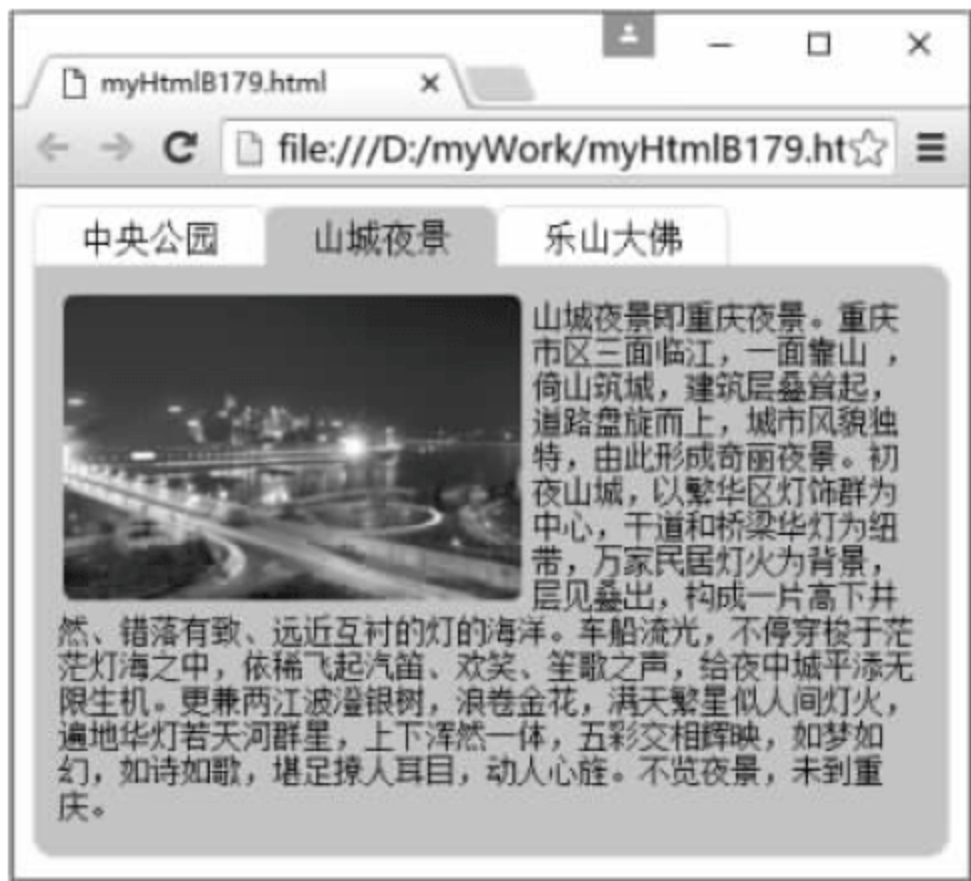 myHtmlB179.html
file:///D:/myWork/myHtmlB179.ht
中央公园 山城夜景 乐山大佛
山城夜景即重庆夜景。重庆
市区三面临江，一面靠山 ，
倚山筑城，建筑层叠耸起，
道路盘旋而上，城市风貌独
特，由此形成奇丽夜景。初
夜山城，以繁华区灯饰群为
中心，干道和桥梁华灯为纽
带，万家民居灯火为背景，
层见叠出，构成一片高下井
然、错落有致、远近互衬的灯的海洋。车船流光，不停穿梭于茫
茫灯海之中，依稀飞起汽笛、欢笑、笙歌之声，给夜中城平添无
限生机。更兼两江波澄银树，浪卷金花，满天繁星似人间灯火，
遍地华灯若天河群星，上下浑然一体，五彩交相辉映，如梦如
幻，如诗如歌，堪足撩人耳目，动人心旌。不览夜景，未到重
庆。